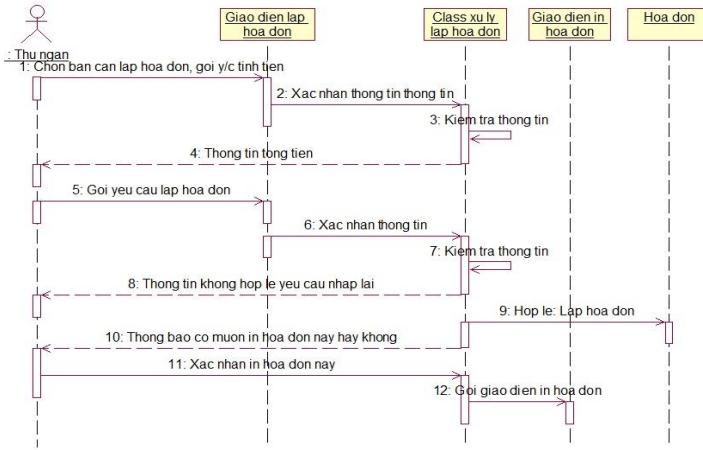 Giao dien lap
hoa don
Class xu ly
lap hoa don
Giao dien in
hoa don
Hoa don
: Thu ngan
1: Chon ban can lap hoa don, goi y/c tinh tien
2: Xac nhan thong tin thong tin
3: Kiem tra thong tin
4: Thong tin tong tien
5: Goi yeu cau lap hoa don
6: Xac nhan thong tin
7: Kiem tra thong tin
8: Thong tin khong hop le yeu cau nhap lai
9: Hop le: Lap hoa don
10: Thong bao co muon in hoa don nay hay khong
11: Xac nhan in hoa don nay
12: Goi giao dien in hoa don